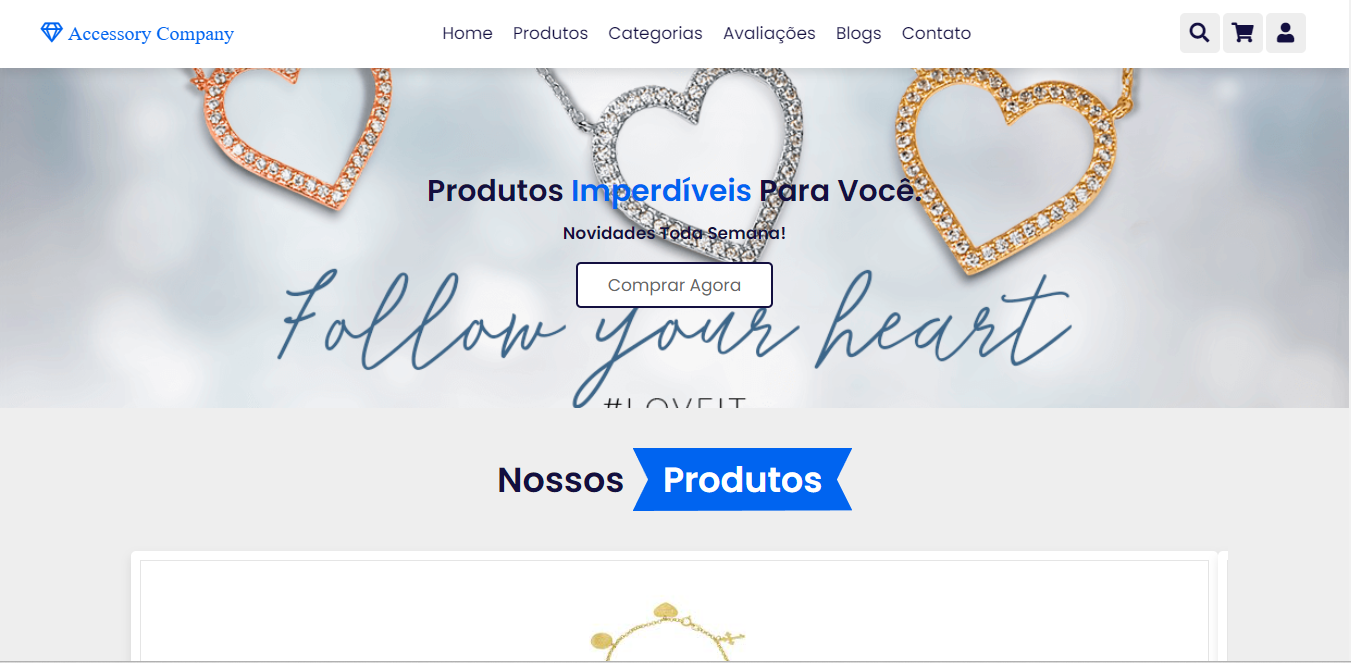 Accessory Company
Home Produtos Categorias Avaliações Blogs Contato
Produtos Imperdíveis Para Você.
Novidades Toda Semana!
Comprar Agora
Follow your heart
#LOVEIT
Nossos Produtos